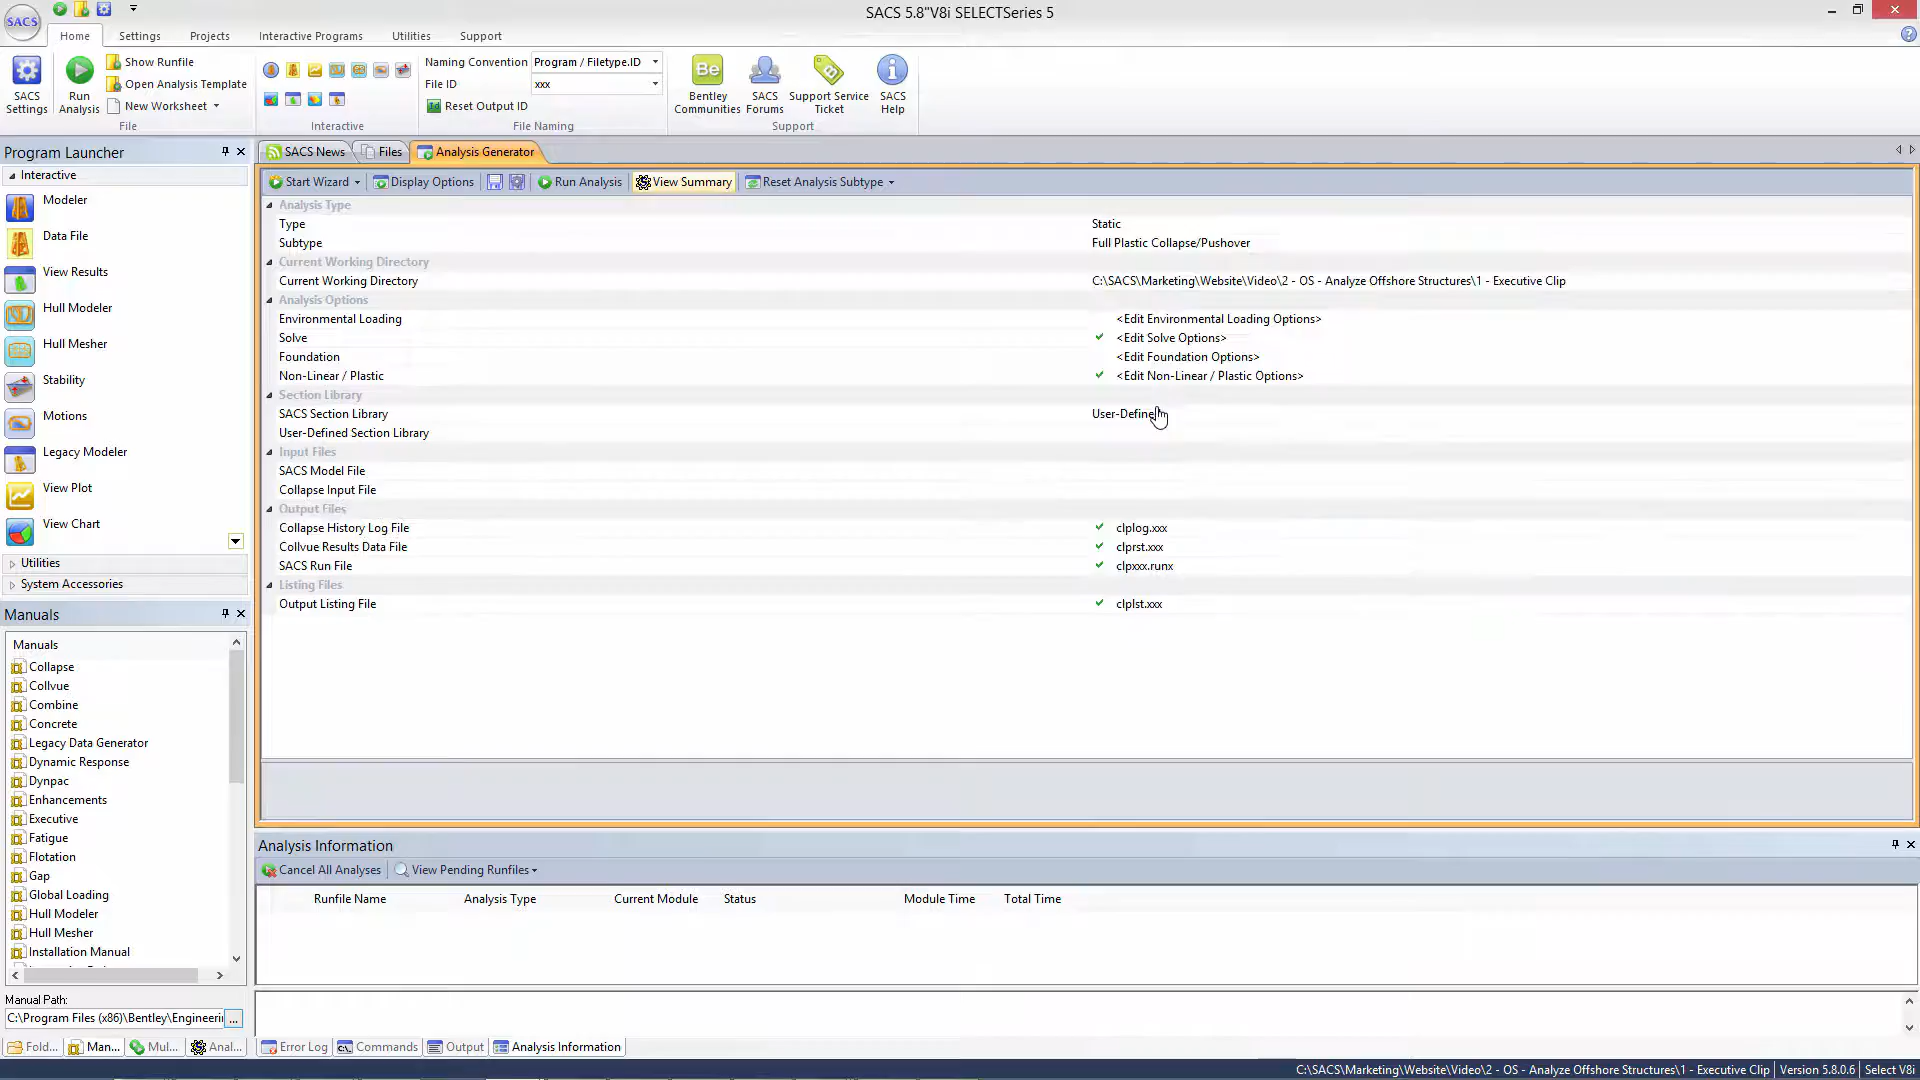 SACS 5.8"V8i SELECTSeries 5
SACS
Home
Settings
Projects
Interactive Programs
Utilities
Support
SACS Settings
Run Analysis
Show Runfile
Open Analysis Template
New Worksheet
File
Interactive
Naming Convention
Program / Filetype.ID
File ID
xxx
Id Reset Output ID
File Naming
Be
Bentley Communities
SACS Forums
Support Service Ticket
SACS Help
Support
Program Launcher
Interactive
Modeler
Data File
View Results
Hull Modeler
Hull Mesher
Stability
Motions
Legacy Modeler
View Plot
View Chart
Utilities
System Accessories
Manuals
Manuals
Collapse
Collvue
Combine
Concrete
Legacy Data Generator
Dynamic Response
Dynpac
Enhancements
Executive
Fatigue
Flotation
Gap
Global Loading
Hull Modeler
Hull Mesher
Installation Manual
Manual Path:
C:\Program Files (x86)\Bentley\Engineeri
...
Fold...
Man...
Mul...
Anal...
SACS News
Files
Analysis Generator
Start Wizard
Display Options
Run Analysis
View Summary
Reset Analysis Subtype
Analysis Type
Type Static
Subtype Full Plastic Collapse/Pushover
Current Working Directory
Current Working Directory C:\SACS\Marketing\Website\Video\2 - OS - Analyze Offshore Structures\1 - Executive Clip
Analysis Options
Environmental Loading <Edit Environmental Loading Options>
Solve <Edit Solve Options>
Foundation <Edit Foundation Options>
Non-Linear / Plastic <Edit Non-Linear / Plastic Options>
Section Library
SACS Section Library User-Define
User-Defined Section Library
Input Files
SACS Model File
Collapse Input File
Output Files
Collapse History Log File clplog.xxx
Collvue Results Data File clprst.xxx
SACS Run File clpxxx.runx
Listing Files
Output Listing File clplst.xxx
Analysis Information
Cancel All Analyses
View Pending Runfiles
Runfile Name Analysis Type Current Module Status Module Time Total Time
Error Log
Commands
Output
Analysis Information
C:\SACS\Marketing\Website\Video\2 - OS - Analyze Offshore Structures\1 - Executive Clip
Version 5.8.0.6
Select V8i